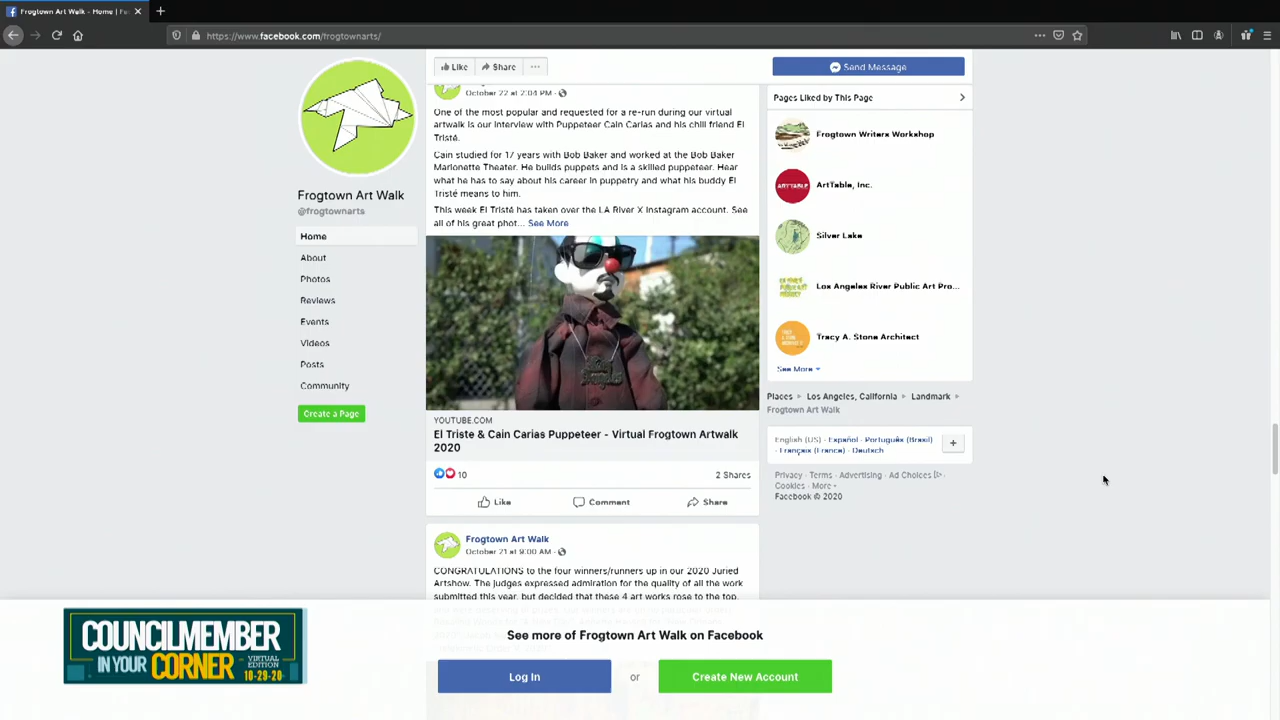 Frogtown Art Walk - Home | Fac
https://www.facebook.com/frogtownarts/
Frogtown Art Walk
@frogtownarts
Home
About
Photos
Reviews
Events
Videos
Posts
Community
Create a Page
Like
Share
October 22 at 2:04 PM ·
One of the most popular and requested for a re-run during our virtual
artwalk is our interview with Puppeteer Cain Carias and his chill friend El
Tristé.
Cain studied for 17 years with Bob Baker and worked at the Bob Baker
Marionette Theater. He builds puppets and is a skilled puppeteer. Hear
what he has to say about his career in puppetry and what his buddy El
Tristé means to him.
This week El Tristé has taken over the LA River X Instagram account. See
all of his great phot... See More
YOUTUBE.COM
El Triste & Cain Carias Puppeteer - Virtual Frogtown Artwalk
2020
10
2 Shares
Like
Comment
Share
Frogtown Art Walk
October 21 at 9:00 AM ·
CONGRATULATIONS to the four winners/runners up in our 2020 Juried
Artshow. The judges expressed admiration for the quality of all the work
submitted this year, but decided that these 4 art works rose to the top,
Send Message
Pages Liked by This Page
Frogtown Writers Workshop
ARTTABLE
ArtTable, Inc.
Silver Lake
Los Angeles River Public Art Pro...
Tracy A. Stone Architect
See More
Places
Los Angeles, California
Landmark
Frogtown Art Walk
English (US) · Español · Português (Brasil)
· Français (France) · Deutsch
Privacy · Terms · Advertising · Ad Choices ·
Cookies · More
Facebook © 2020
COUNCILMEMBER
IN YOUR CORNER
VIRTUAL
EDITION
10-29-20
See more of Frogtown Art Walk on Facebook
Log In
or
Create New Account